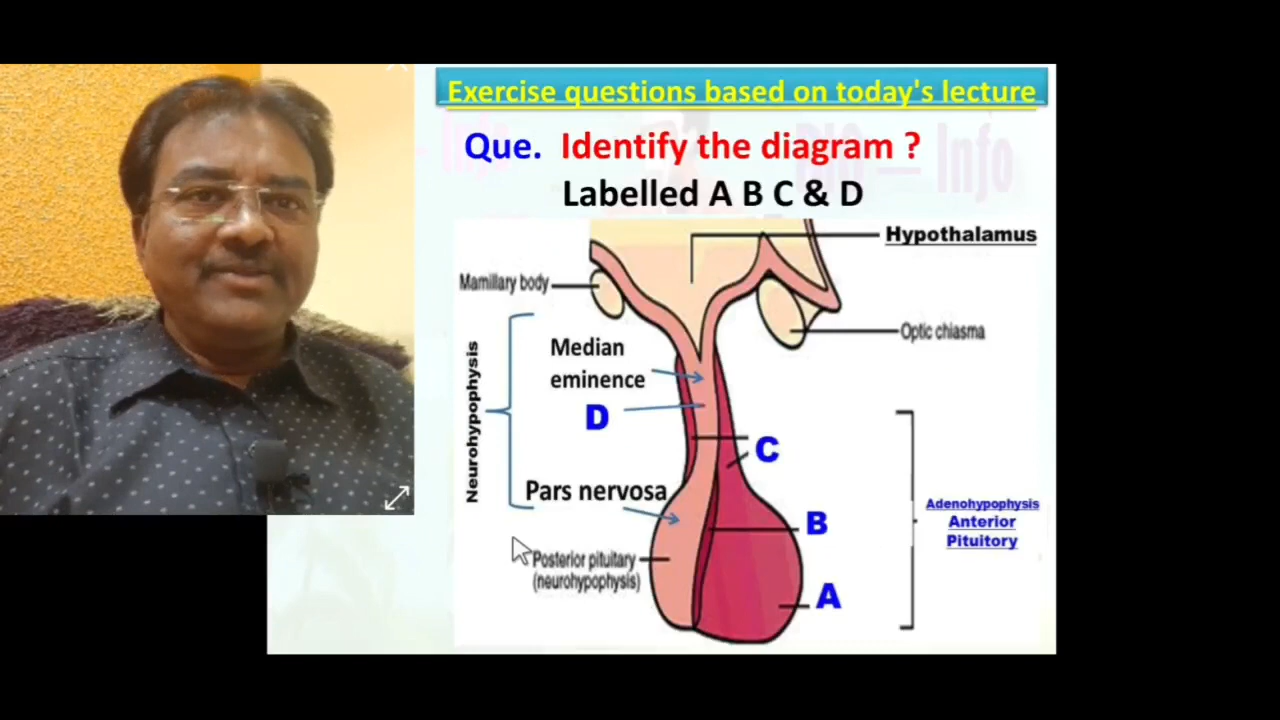 Exercise questions based on today's lecture
Que. Identify the diagram ?
Labelled A B C & D
Hypothalamus
Mamillary body
Optic chiasma
Median
eminence
D
C
Neurohypophysis
Pars nervosa
B
Adenohypophysis
Anterior
Pituitory
Posterior pituitary
(neurohypophysis)
A